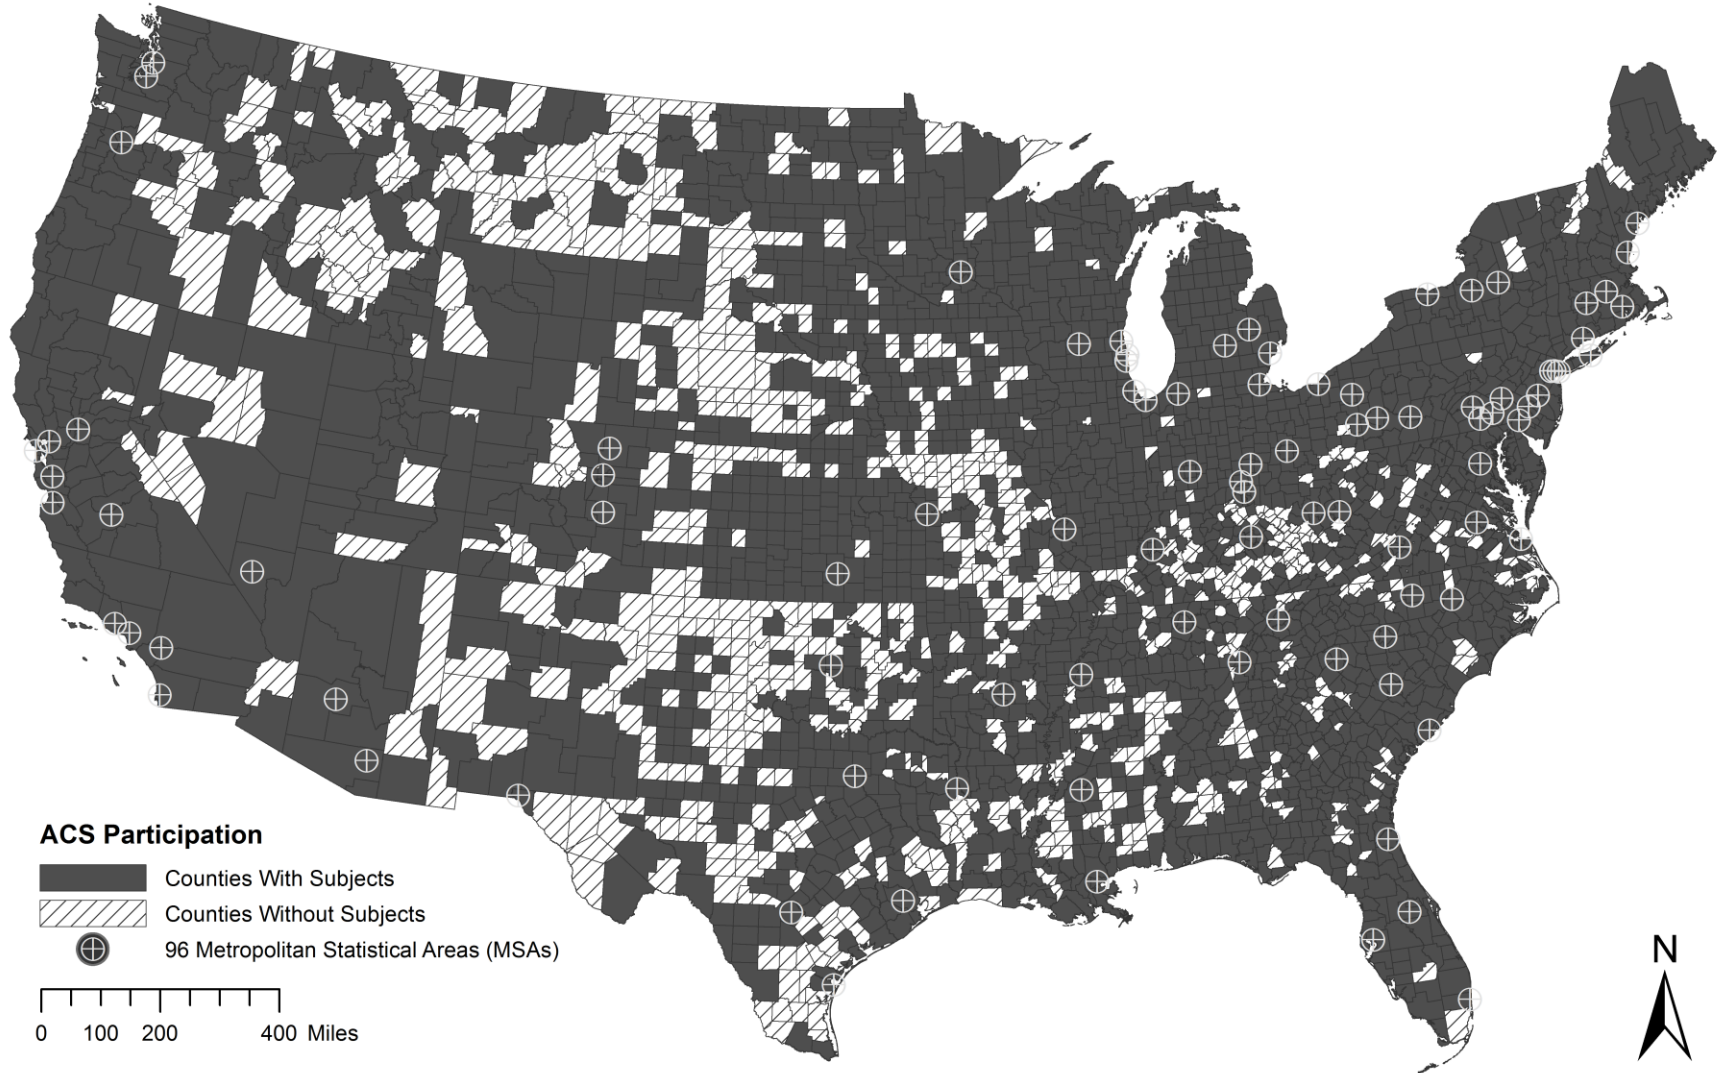 N
ACS Participation
Counties With Subjects
Counties Without Subjects
96 Metropolitan Statistical Areas (MSAs)
0 100 200 400 Miles